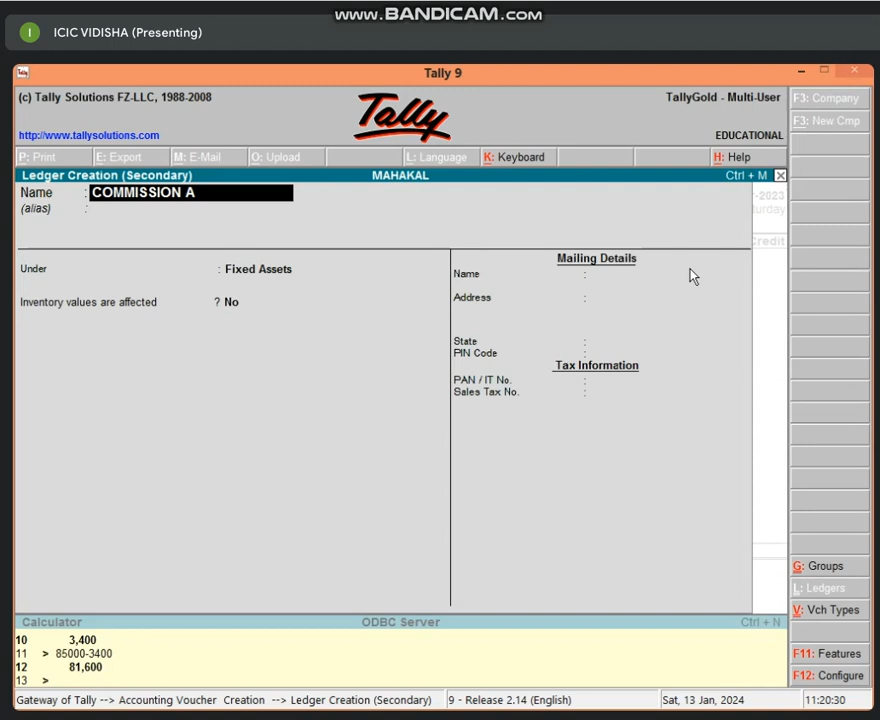 www.BANDICAM.com
I ICIC VIDISHA (Presenting)
Tally 9
(c) Tally Solutions FZ-LLC, 1988-2008
Tally
TallyGold - Multi-User
F3: Company
http://www.tallysolutions.com
EDUCATIONAL
F3: New Cmp
P: Print E: Export M: E-Mail O: Upload L: Language K: Keyboard H: Help
Ledger Creation (Secondary) MAHAKAL Ctrl + M
Name : COMMISSION A
(alias) :
-2023
urday
Credit
Under : Fixed Assets
Inventory values are affected ? No
Mailing Details
Name :
Address :
State :
PIN Code :
Tax Information
PAN / IT No. :
Sales Tax No. :
G: Groups
L: Ledgers
V: Vch Types
F11: Features
F12: Configure
Calculator ODBC Server Ctrl + N
10 3,400
11 > 85000-3400
12 81,600
13 >
Gateway of Tally --> Accounting Voucher Creation --> Ledger Creation (Secondary) 9 - Release 2.14 (English) Sat, 13 Jan, 2024 11:20:30